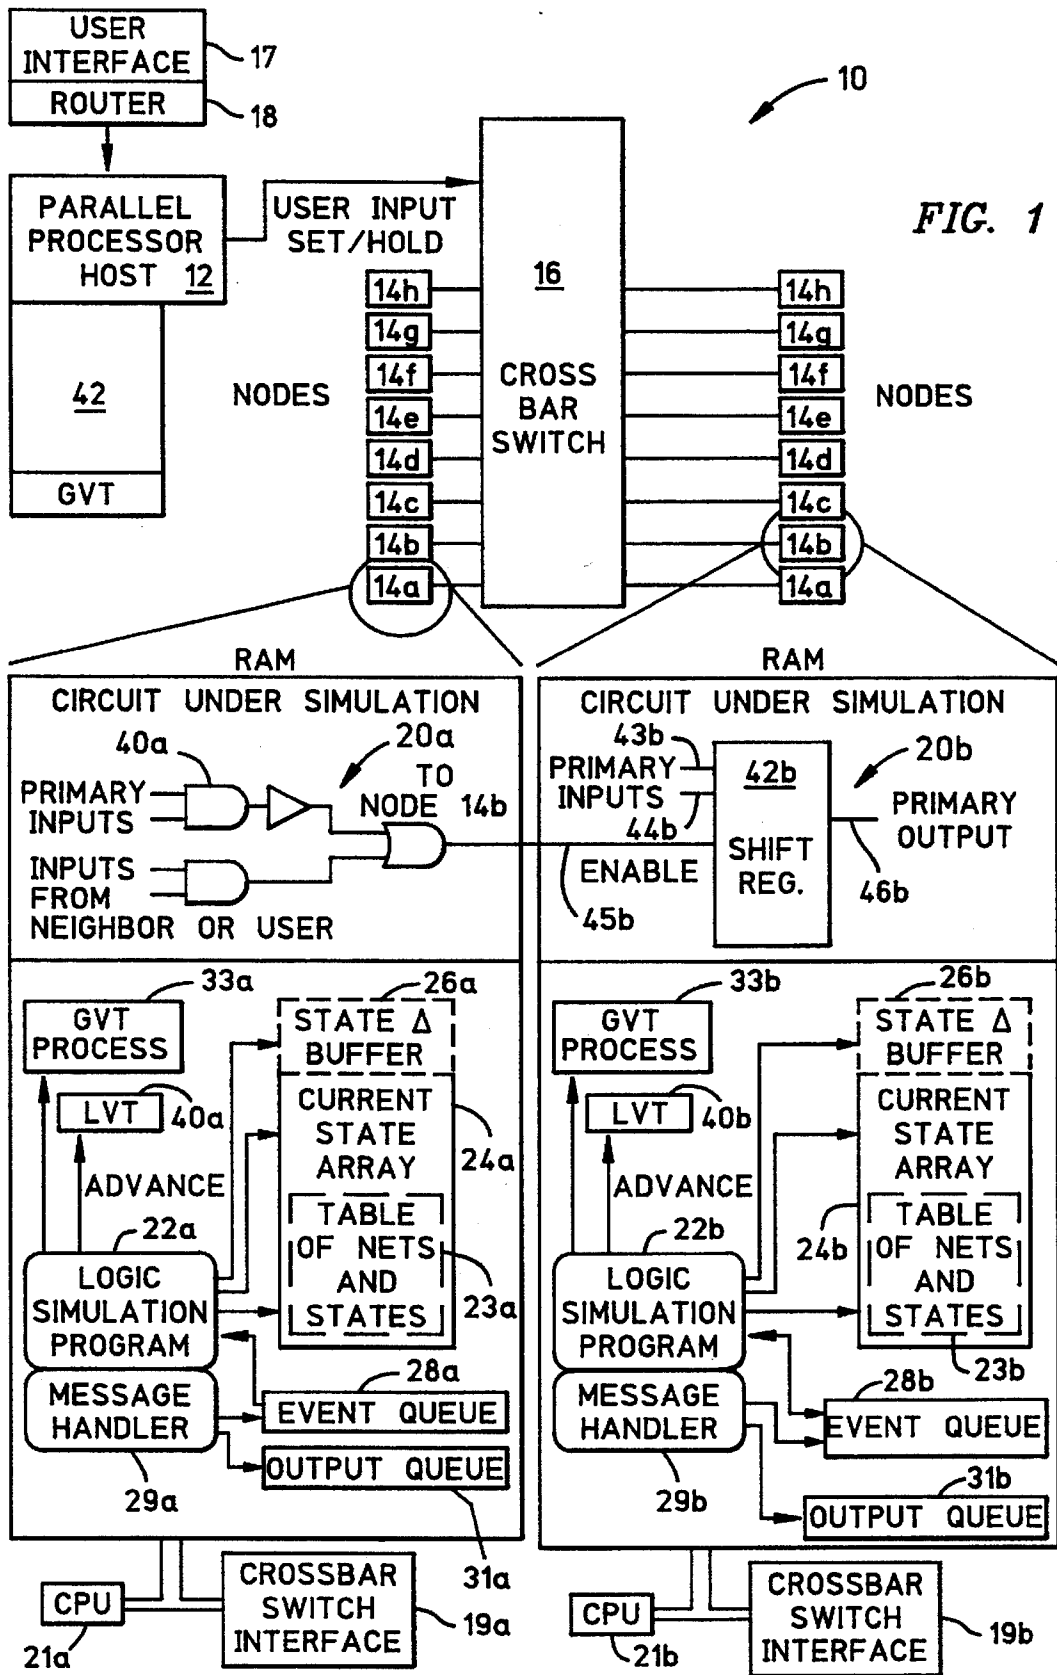 USER
INTERFACE
17
ROUTER
18
10
FIG. 1
PARALLEL
PROCESSOR
HOST 12
USER INPUT
SET/HOLD
42
GVT
NODES
14h
14g
14f
14e
14d
14c
14b
14a
16
CROSS
BAR
SWITCH
14h
14g
14f
14e
14d
14c
14b
14a
NODES
RAM
CIRCUIT UNDER SIMULATION
40a
20a
PRIMARY
INPUTS
TO
NODE 14b
INPUTS
FROM
NEIGHBOR OR USER
33a
GVT
PROCESS
26a
STATE Δ
BUFFER
LVT
40a
CURRENT
STATE
ARRAY
24a
ADVANCE
TABLE
OF NETS
AND
STATES
23a
22a
LOGIC
SIMULATION
PROGRAM
MESSAGE
HANDLER
29a
28a
EVENT QUEUE
OUTPUT QUEUE
31a
CPU
21a
CROSSBAR
SWITCH
INTERFACE
19a
RAM
CIRCUIT UNDER SIMULATION
43b
PRIMARY
INPUTS
44b
42b
SHIFT
REG.
20b
PRIMARY
OUTPUT
46b
ENABLE
45b
33b
GVT
PROCESS
26b
STATE Δ
BUFFER
LVT
40b
CURRENT
STATE
ARRAY
24b
ADVANCE
TABLE
OF NETS
AND
STATES
23b
22b
LOGIC
SIMULATION
PROGRAM
MESSAGE
HANDLER
29b
28b
EVENT QUEUE
31b
OUTPUT QUEUE
CPU
21b
CROSSBAR
SWITCH
INTERFACE
19b